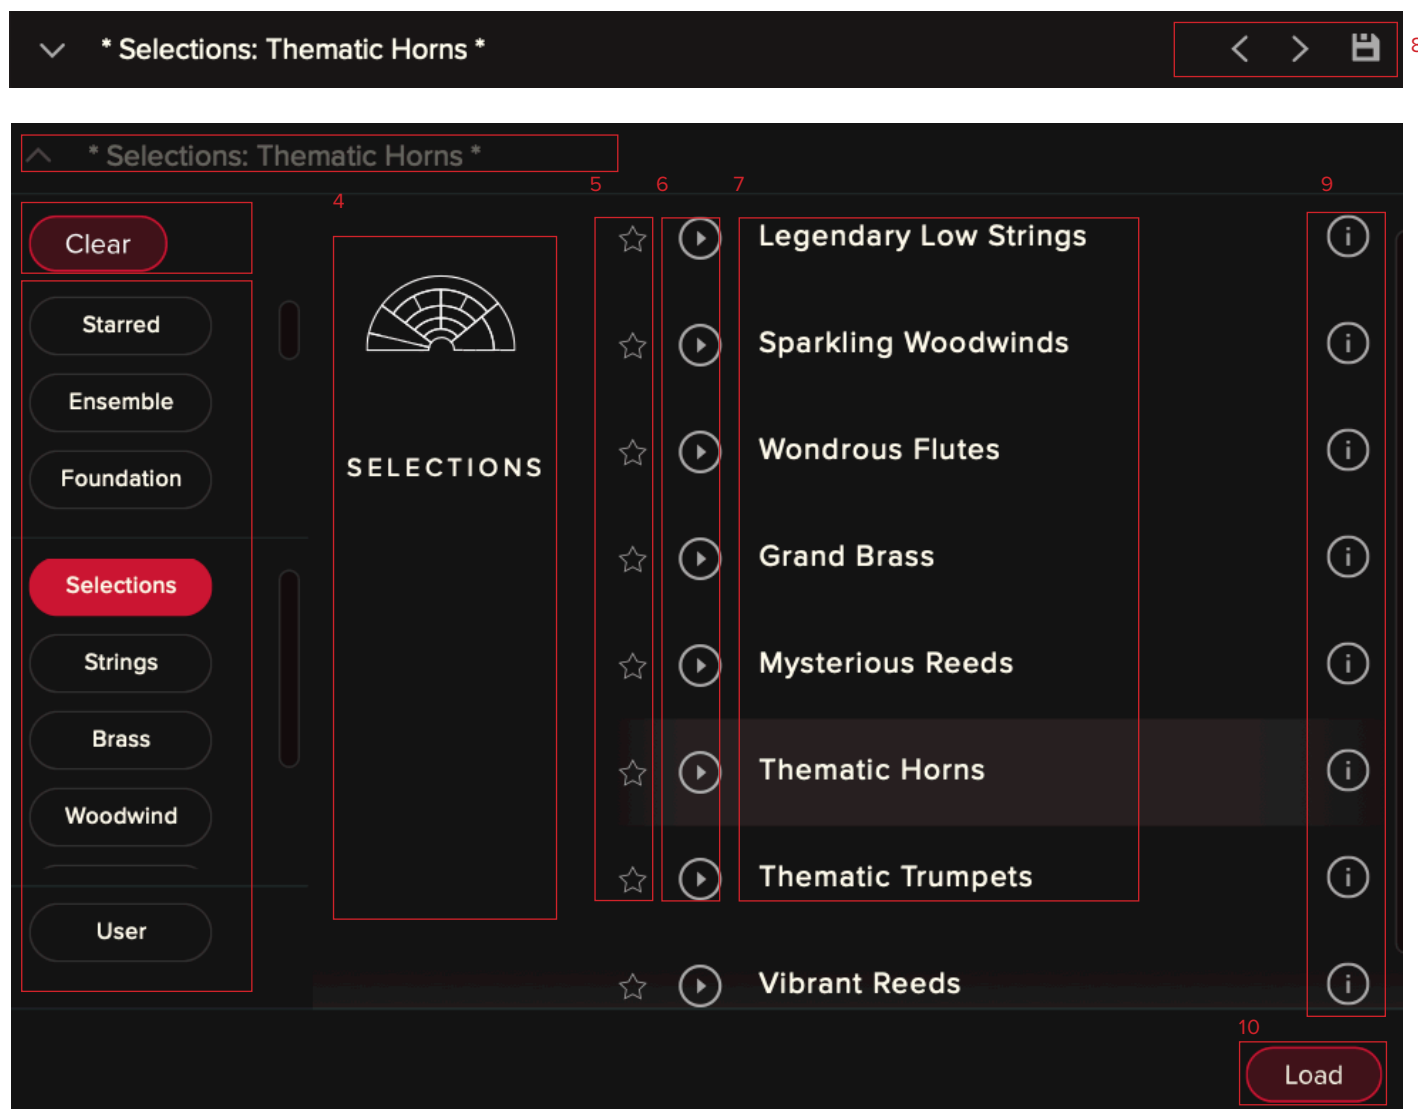 * Selections: Thematic Horns *
8
* Selections: Thematic Horns *
4
5
6
7
9
Clear
Starred
Ensemble
Foundation
Selections
Strings
Brass
Woodwind
User
SELECTIONS
Legendary Low Strings
Sparkling Woodwinds
Wondrous Flutes
Grand Brass
Mysterious Reeds
Thematic Horns
Thematic Trumpets
Vibrant Reeds
10
Load